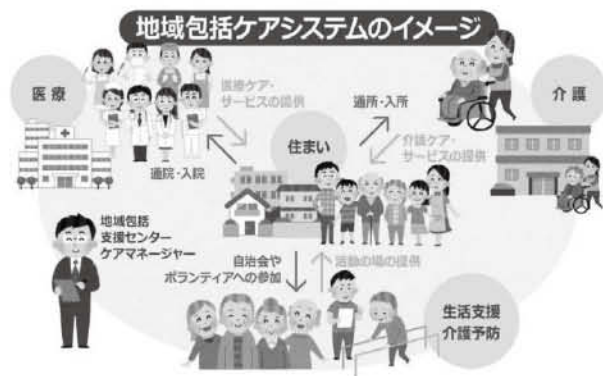 地域包括ケアシステムのイメージ
医療
医療ケア・
サービスの提供
通所・入所
介護
住まい
介護ケア・
サービスの提供
通院・入院
地域包括
支援センター
ケアマネージャー
自治会や
ボランティアへの参加
活動の場の提供
生活支援
介護予防